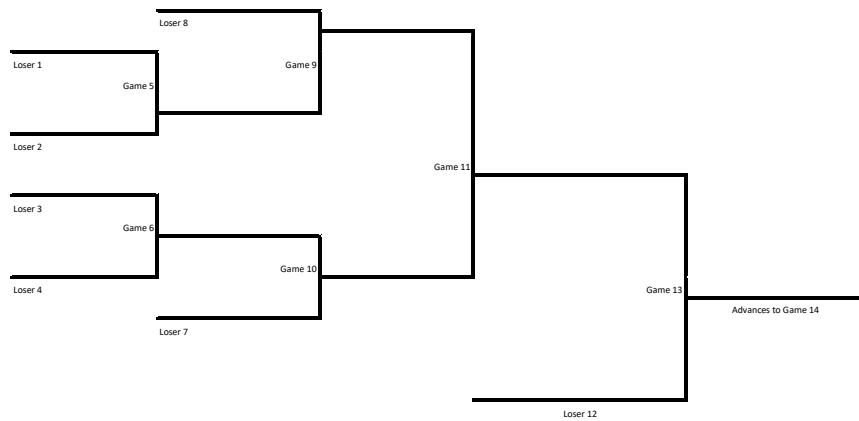 Loser 8
Loser 1
Game 9
Game 5
Loser 2
Game 11
Loser 3
Game 6
Game 10
Loser 4
Game 13
Advances to Game 14
Loser 7
Loser 12